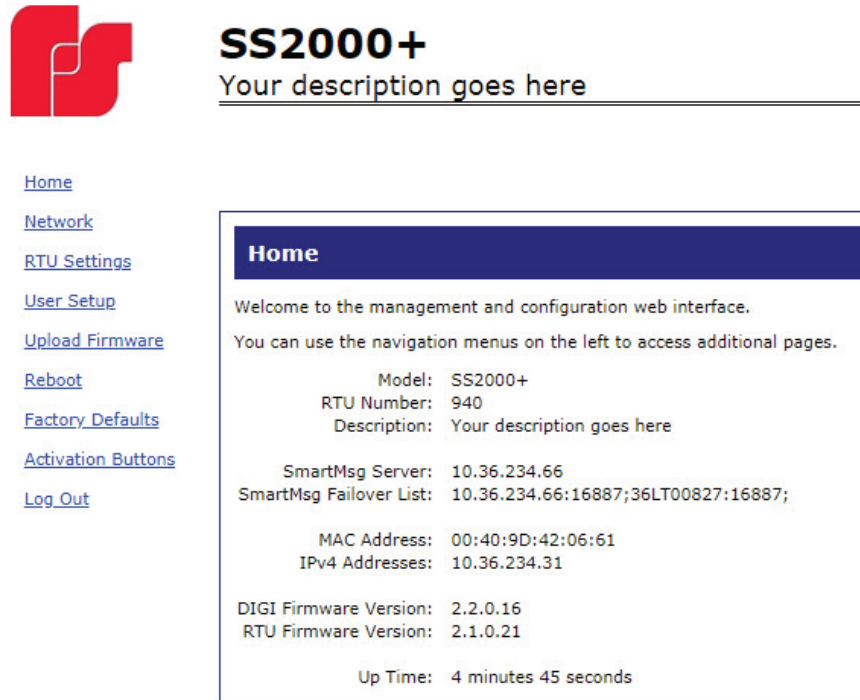 SS2000+
Your description goes here
Home
Network
RTU Settings
User Setup
Upload Firmware
Reboot
Factory Defaults
Activation Buttons
Log Out
Home
Welcome to the management and configuration web interface.
You can use the navigation menus on the left to access additional pages.
Model: SS2000+
RTU Number: 940
Description: Your description goes here
SmartMsg Server: 10.36.234.66
SmartMsg Failover List: 10.36.234.66:16887;36LT00827:16887;
MAC Address: 00:40:9D:42:06:61
IPv4 Addresses: 10.36.234.31
DIGI Firmware Version: 2.2.0.16
RTU Firmware Version: 2.1.0.21
Up Time: 4 minutes 45 seconds